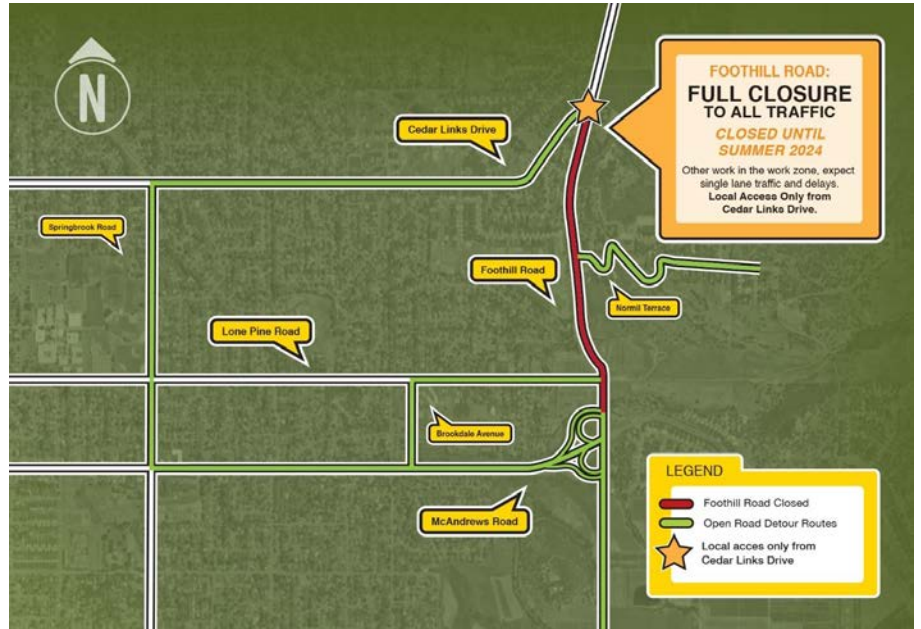 N
FOOTHILL ROAD:
FULL CLOSURE
TO ALL TRAFFIC
CLOSED UNTIL
SUMMER 2024
Other work in the work zone, expect
single lane traffic and delays.
Local Access Only from
Cedar Links Drive.
Cedar Links Drive
Springbrook Road
Foothill Road
Normil Terrace
Lone Pine Road
Brookdale Avenue
McAndrews Road
LEGEND
Foothill Road Closed
Open Road Detour Routes
Local acces only from
Cedar Links Drive